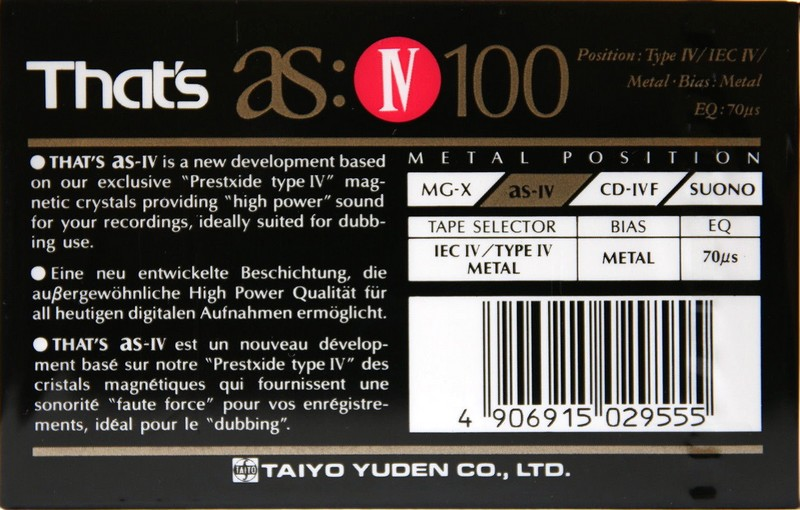 That's as:IV100 Position : Type IV/ IEC IV/
Metal · Bias : Metal
EQ : 70μs
● THAT'S as-IV is a new development based
on our exclusive "Prestxide type IV" mag-
netic crystals providing "high power" sound
for your recordings, ideally suited for dubb-
ing use.
● Eine neu entwickelte Beschichtung, die
außergewöhnliche High Power Qualität für
all heutigen digitalen Aufnahmen ermöglicht.
● THAT'S as-IV est un nouveau dévelop-
ment basé sur notre "Prestxide type IV" des
cristals magnétiques qui fournissent une
sonorité "faute force" pour vos enrégistre-
ments, idéal pour le "dubbing".
METAL POSITION
MG-X as-IV CD-IVF SUONO
TAPE SELECTOR BIAS EQ
IEC IV/TYPE IV
METAL METAL 70μs
4 906915 029555
TAIYO TAIYO YUDEN CO., LTD.